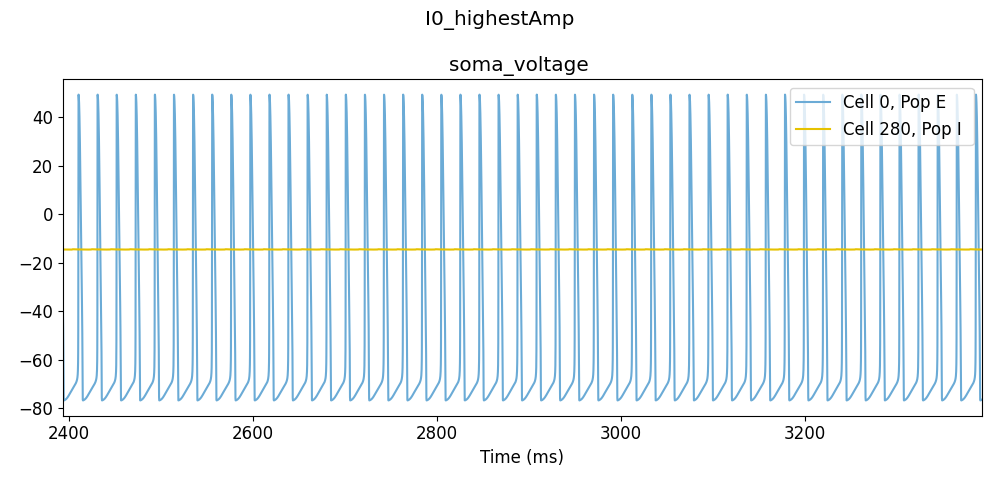 I0_highestAmp
soma_voltage
Cell 0, Pop E
Cell 280, Pop I
40
20
0
−20
−40
−60
−80
2400 2600 2800 3000 3200
Time (ms)